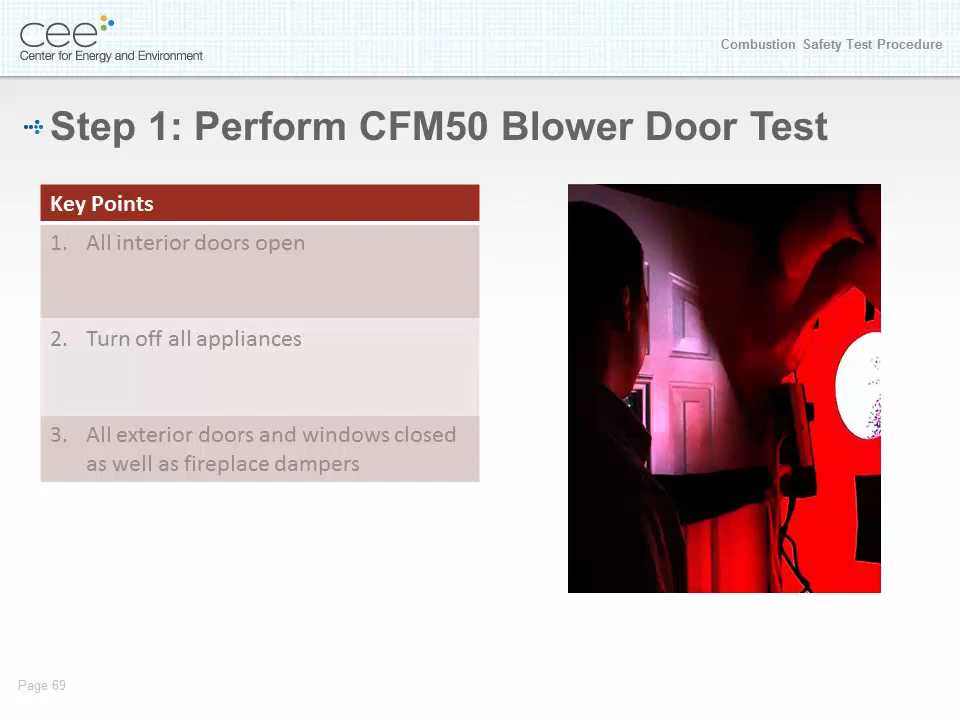 cee
Center for Energy and Environment
Combustion Safety Test Procedure
Step 1: Perform CFM50 Blower Door Test
Key Points
1. All interior doors open
2. Turn off all appliances
3. All exterior doors and windows closed
as well as fireplace dampers
Page 69